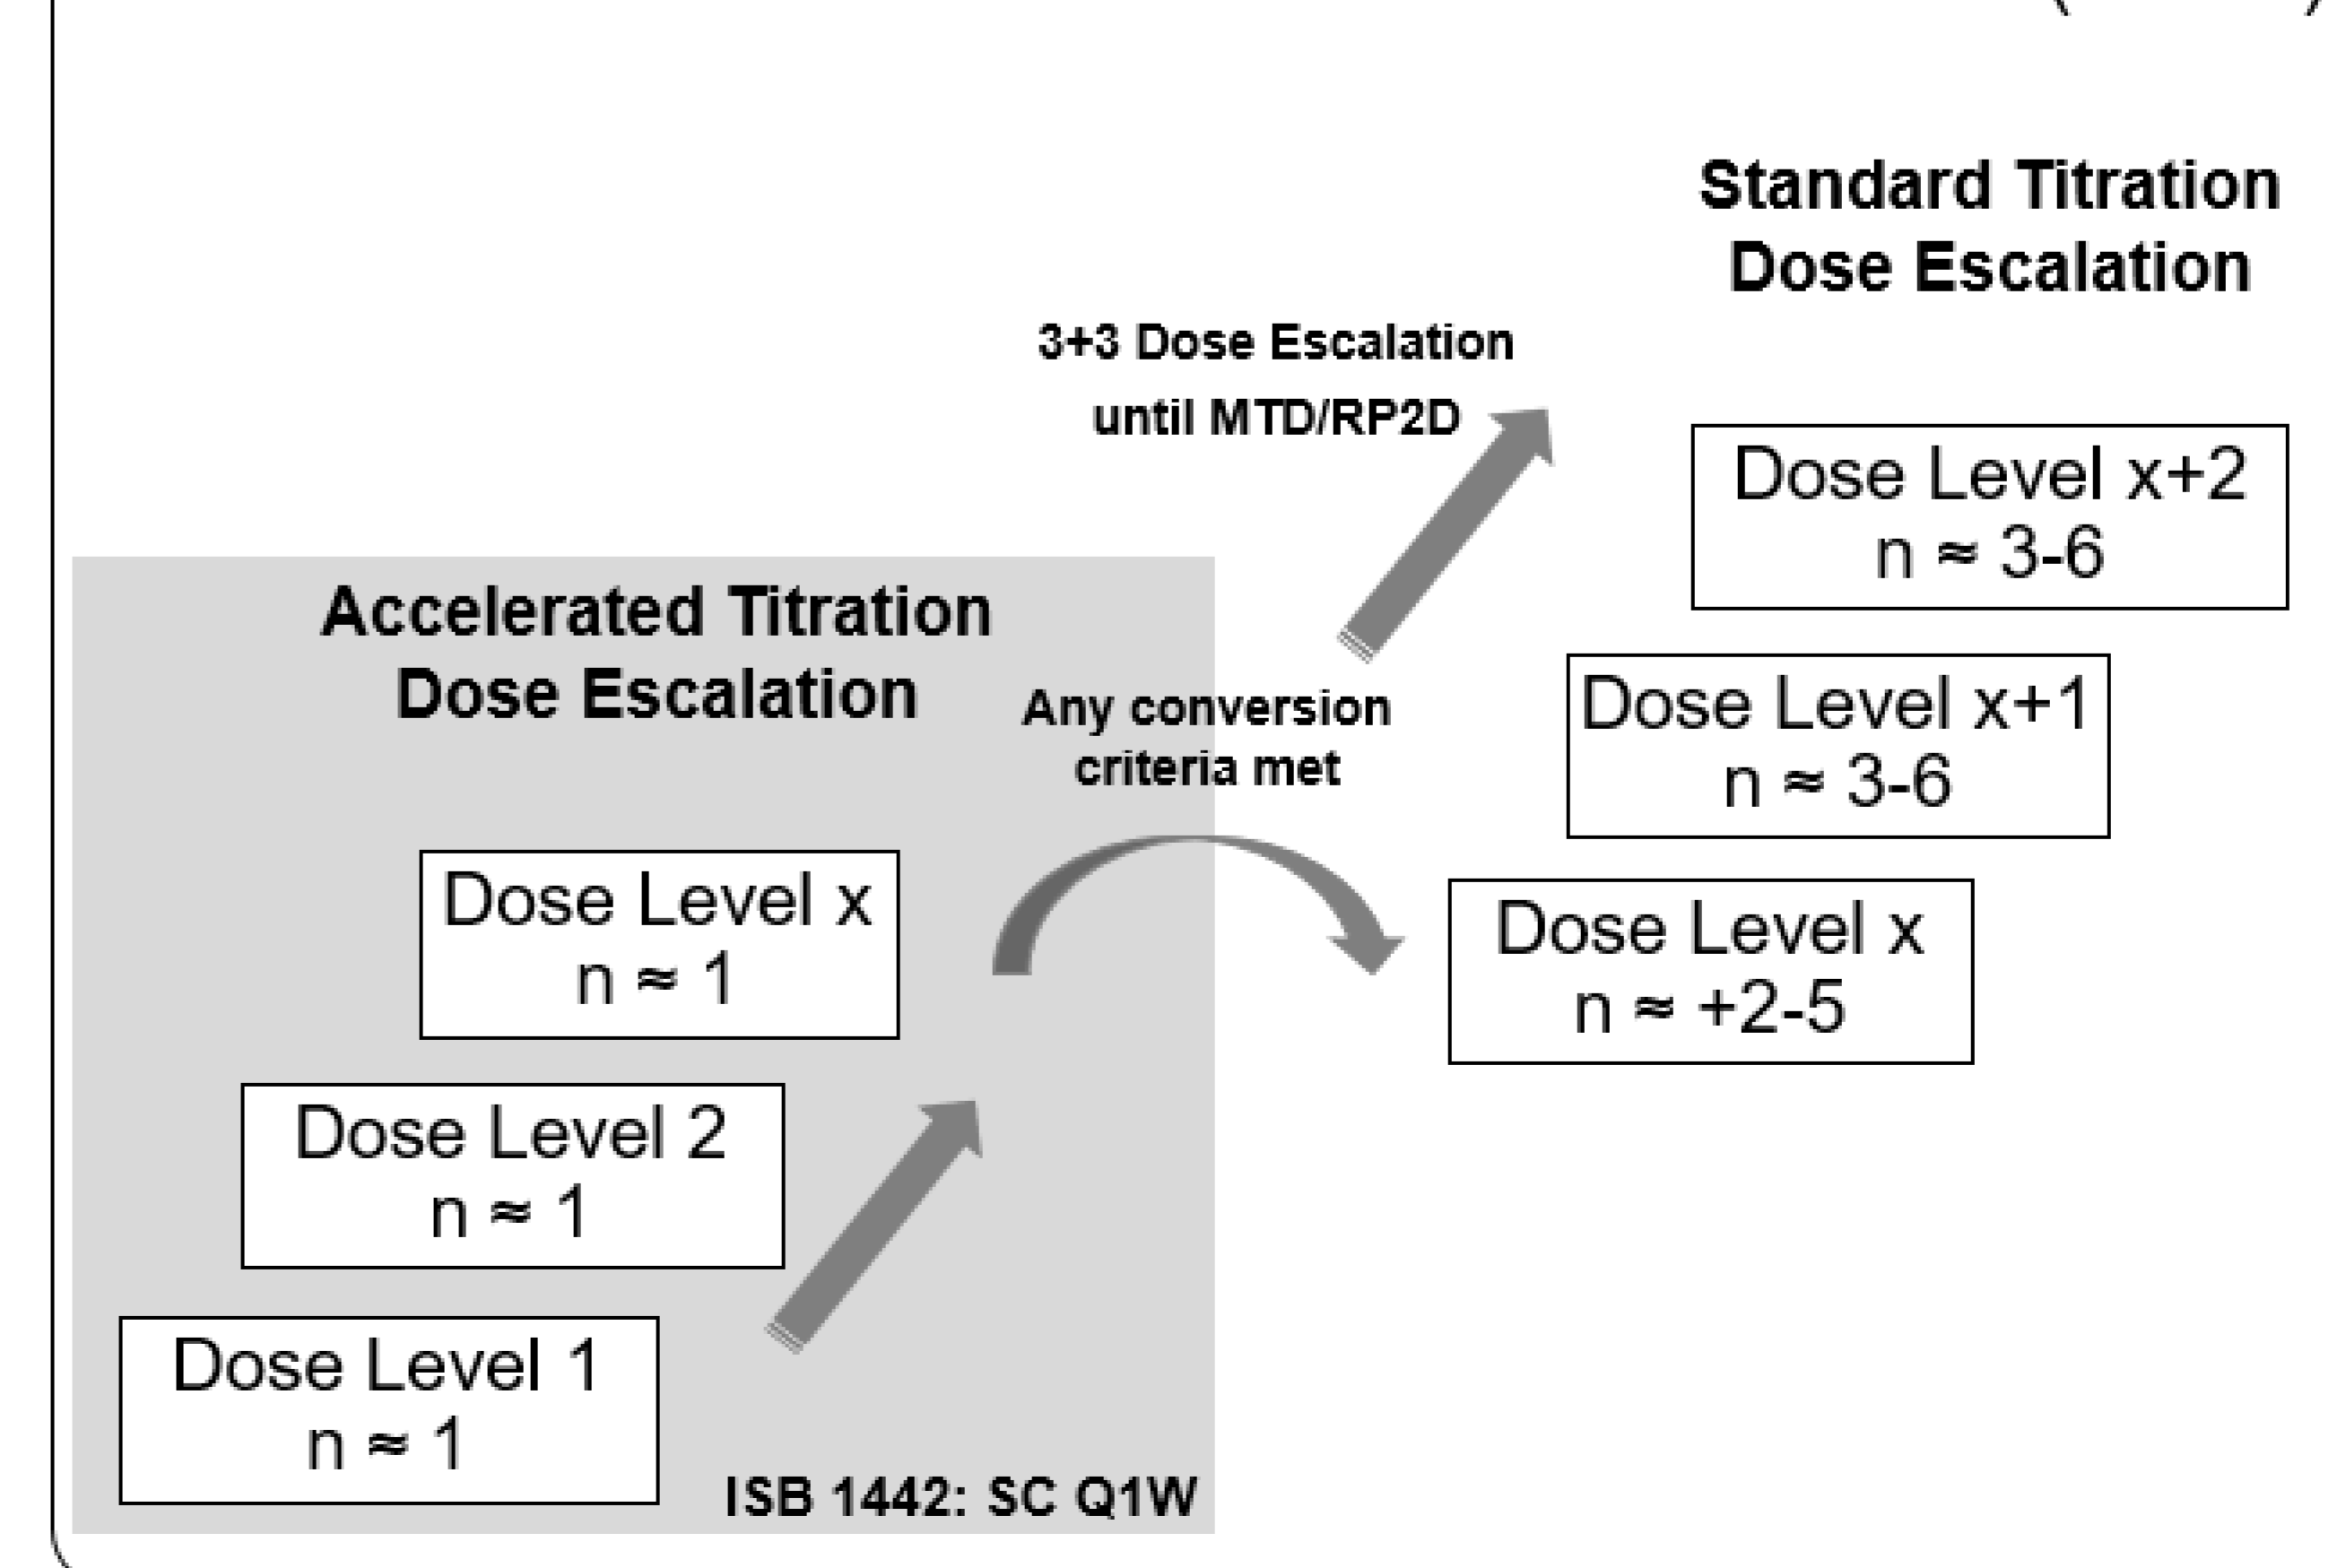 Standard Titration
Dose Escalation
3+3 Dose Escalation
until MTD/RP2D
Dose Level x+2
n ≈ 3-6
Accelerated Titration
Dose Escalation
Any conversion
criteria met
Dose Level x+1
n ≈ 3-6
Dose Level x
n ≈ 1
Dose Level x
n ≈ +2-5
Dose Level 2
n ≈ 1
Dose Level 1
n ≈ 1
ISB 1442: SC Q1W